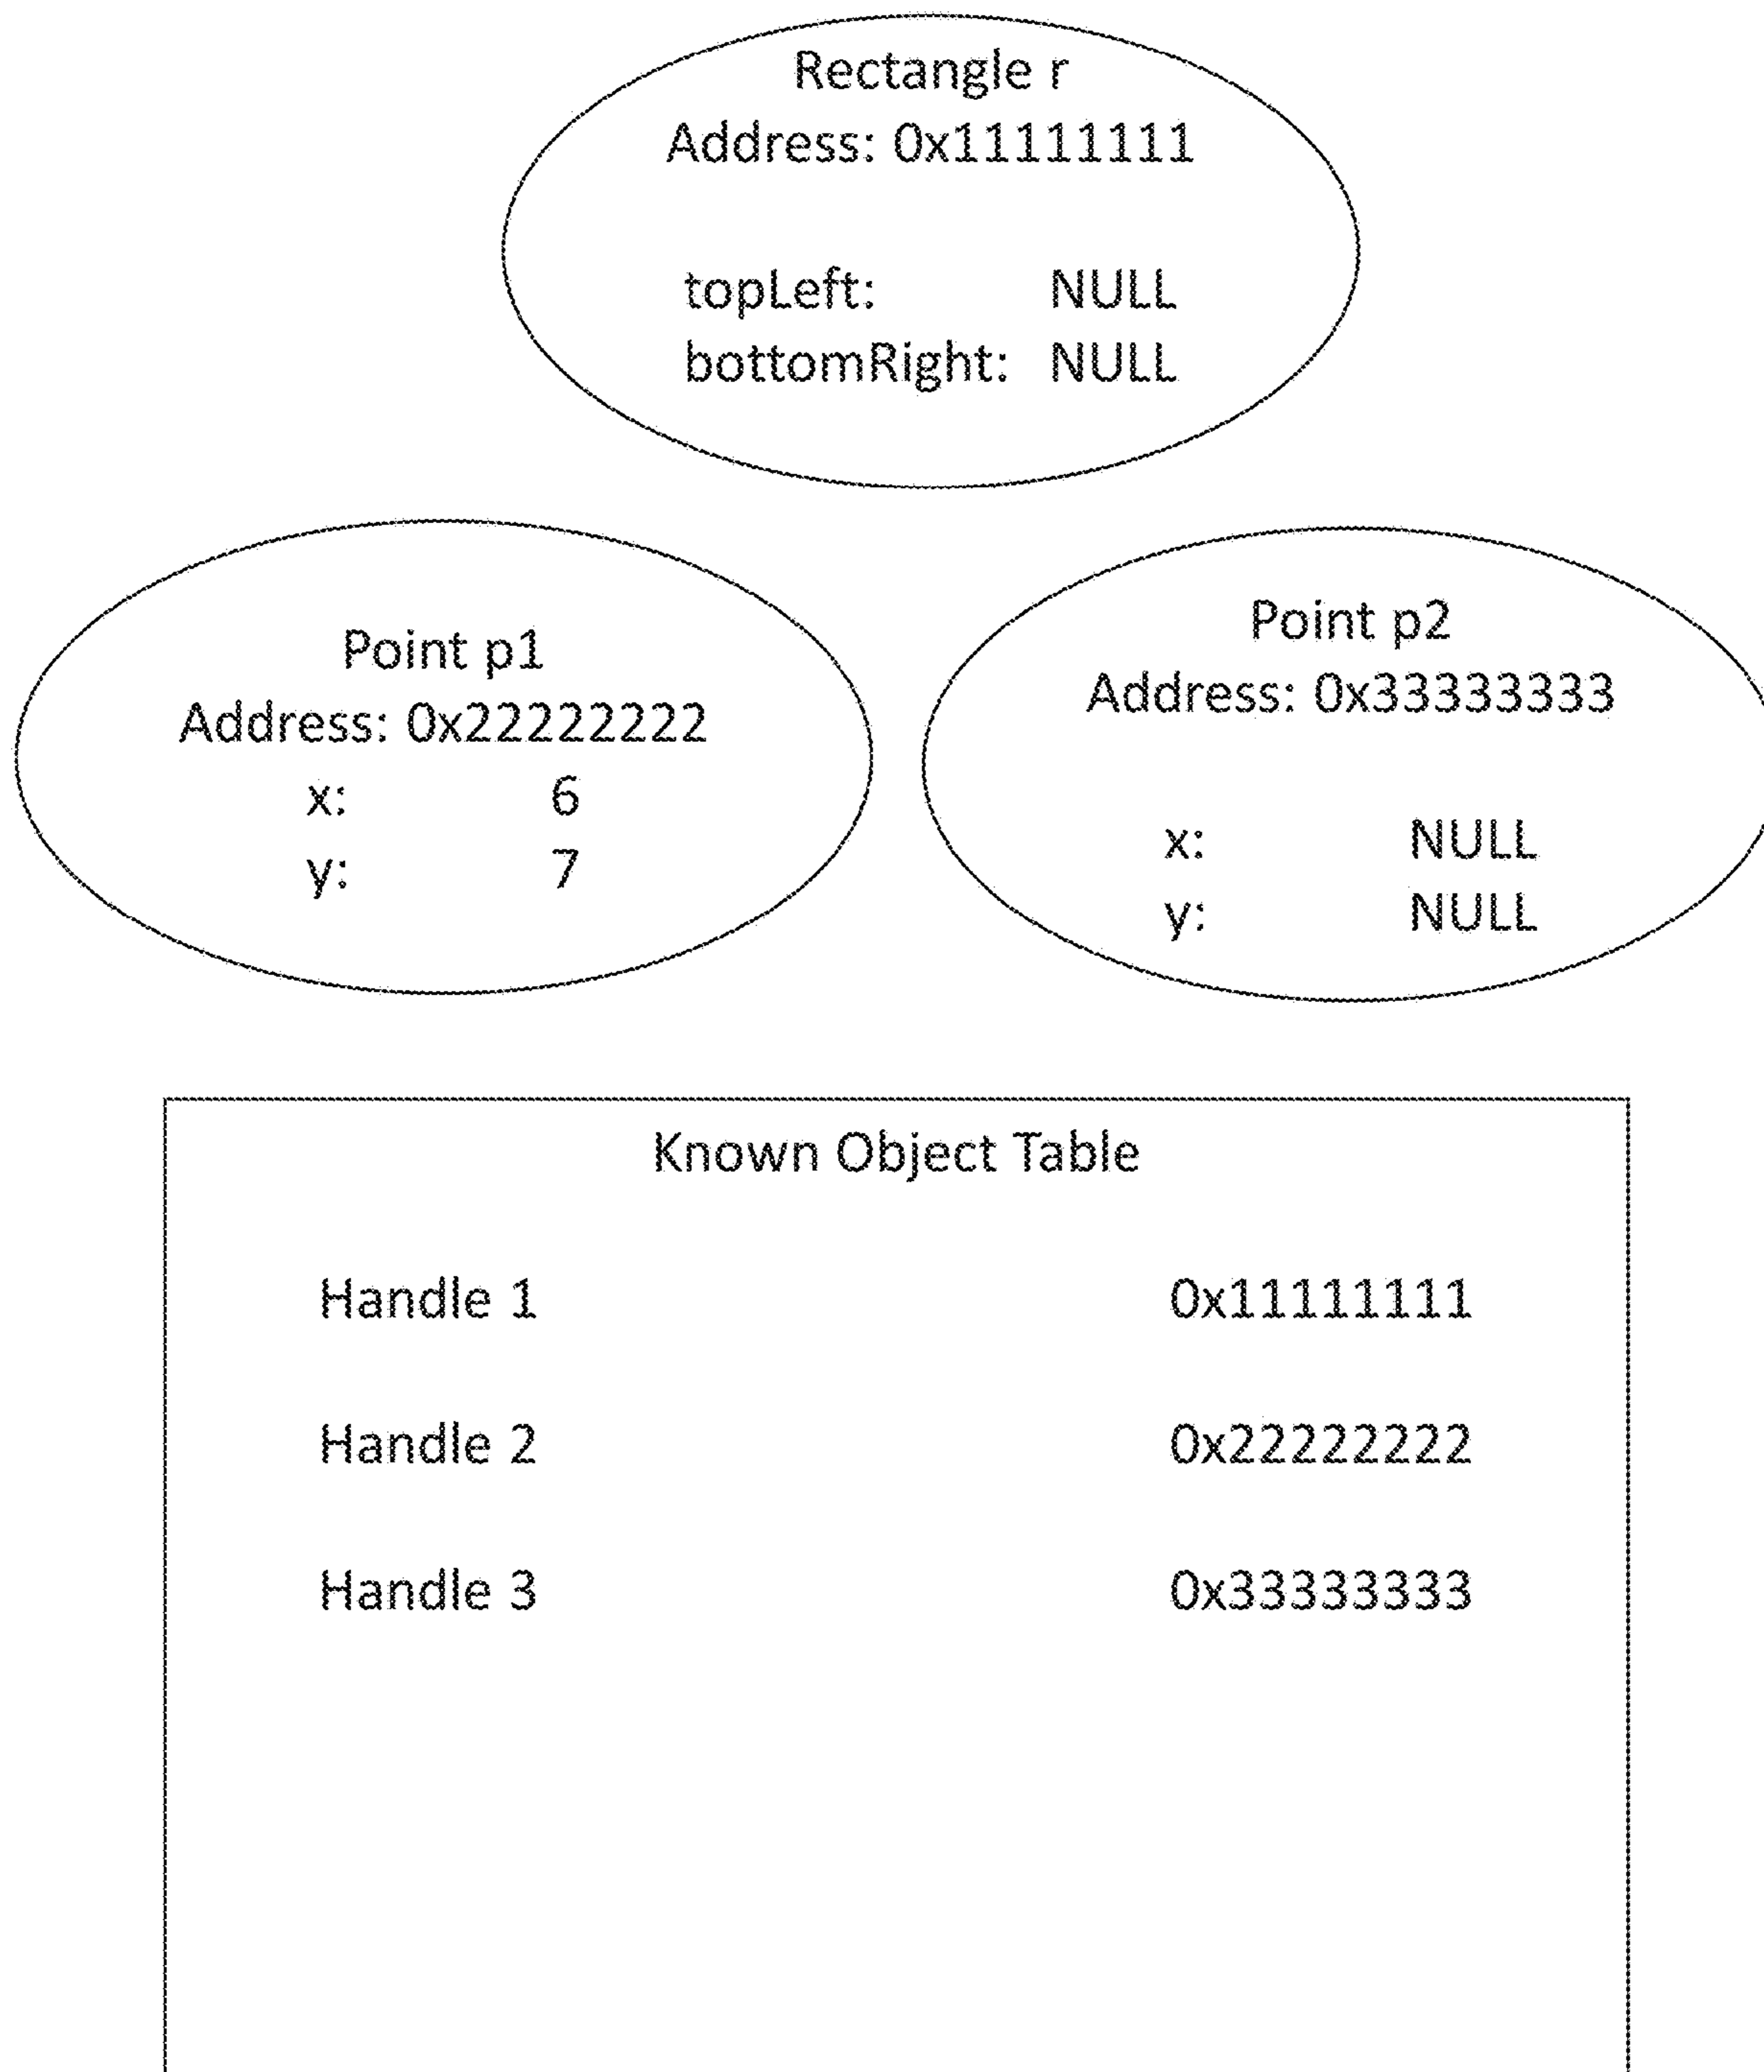 Rectangle r
Address: 0x11111111
topLeft: NULL
bottomRight: NULL
Point p1
Address: 0x22222222
x: 6
y: 7
Point p2
Address: 0x33333333
x: NULL
y: NULL
Known Object Table
Handle 1 0x11111111
Handle 2 0x22222222
Handle 3 0x33333333